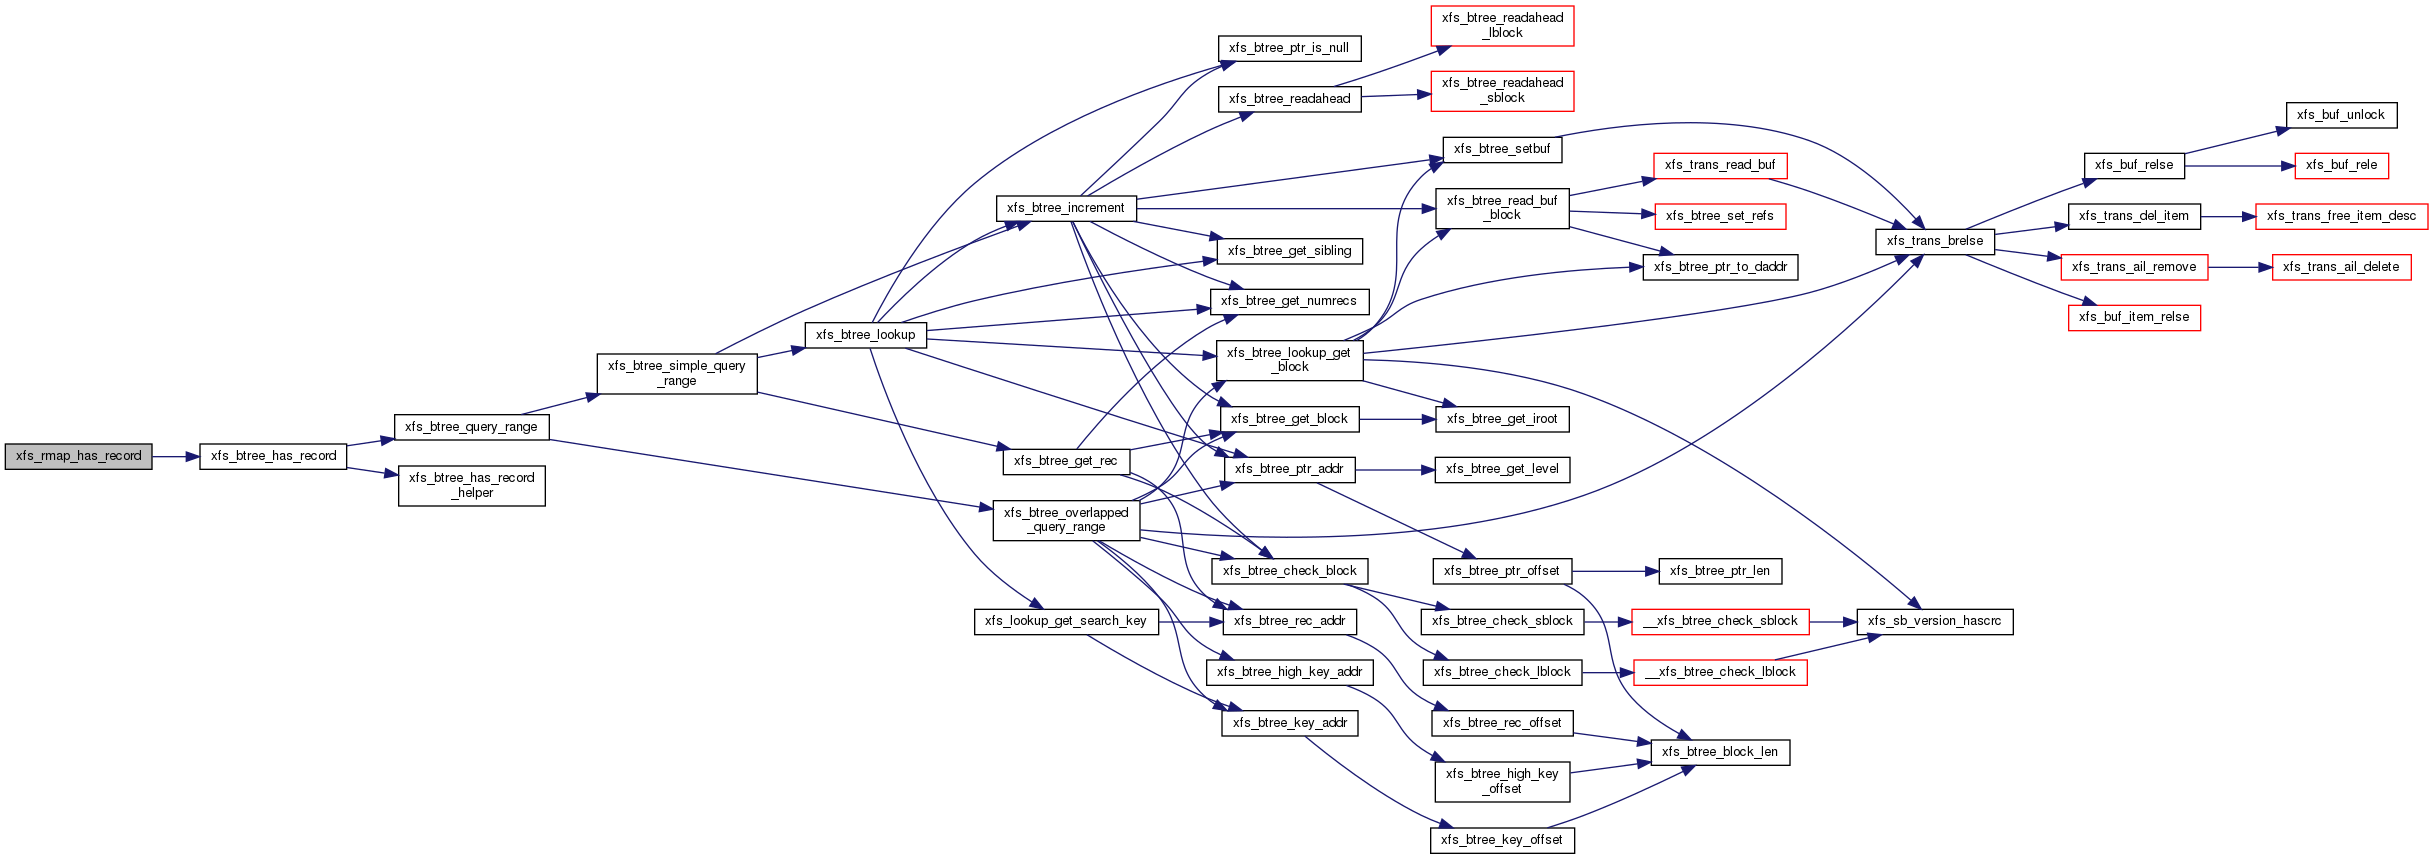 xfs_rmap_has_record
xfs_btree_has_record
xfs_btree_query_range
xfs_btree_has_record
_helper
xfs_btree_simple_query
_range
xfs_btree_lookup
xfs_btree_increment
xfs_btree_get_rec
xfs_btree_overlapped
_query_range
xfs_lookup_get_search_key
xfs_btree_ptr_is_null
xfs_btree_readahead
xfs_btree_get_sibling
xfs_btree_get_numrecs
xfs_btree_lookup_get
_block
xfs_btree_get_block
xfs_btree_ptr_addr
xfs_btree_check_block
xfs_btree_rec_addr
xfs_btree_high_key_addr
xfs_btree_key_addr
xfs_btree_readahead
_lblock
xfs_btree_readahead
_sblock
xfs_btree_setbuf
xfs_btree_read_buf
_block
xfs_btree_get_iroot
xfs_btree_get_level
xfs_btree_ptr_offset
xfs_btree_check_sblock
xfs_btree_check_lblock
xfs_btree_rec_offset
xfs_btree_high_key
_offset
xfs_btree_key_offset
xfs_trans_read_buf
xfs_btree_set_refs
xfs_btree_ptr_to_daddr
xfs_btree_ptr_len
__xfs_btree_check_sblock
__xfs_btree_check_lblock
xfs_btree_block_len
xfs_trans_brelse
xfs_sb_version_hascrc
xfs_buf_relse
xfs_trans_del_item
xfs_trans_ail_remove
xfs_buf_item_relse
xfs_buf_unlock
xfs_buf_rele
xfs_trans_free_item_desc
xfs_trans_ail_delete